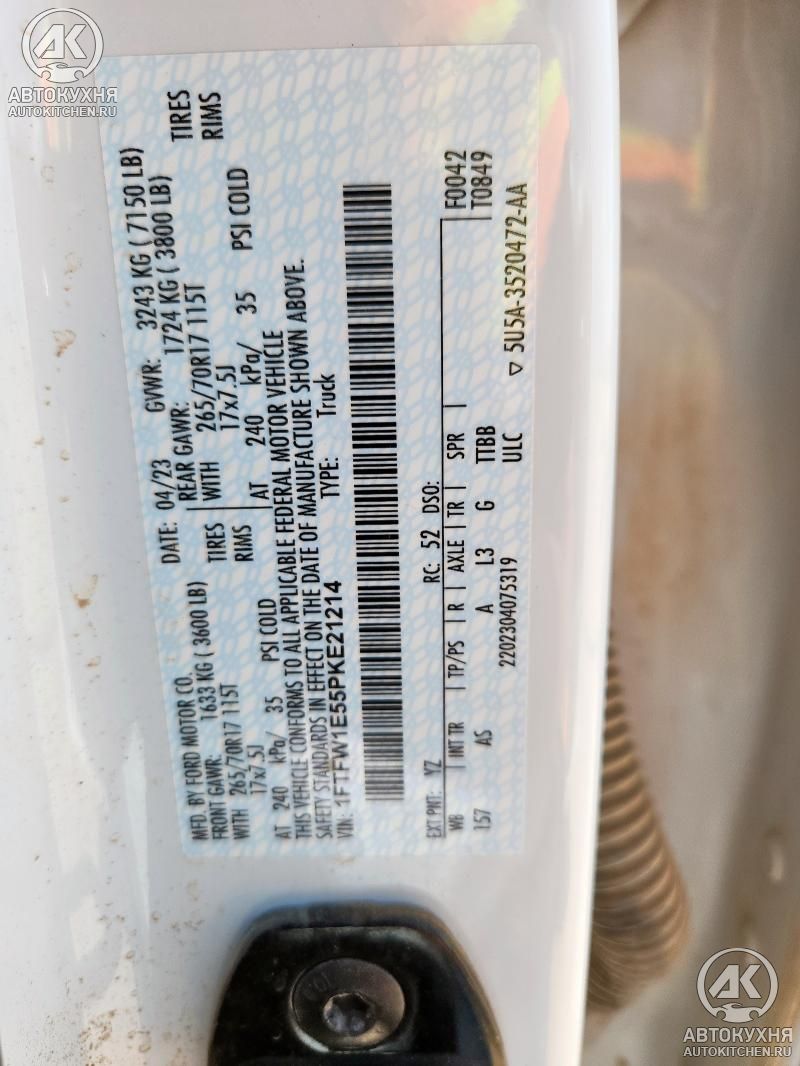 AK
АВТОКУХНЯ
AUTOKITCHEN.RU
MFD. BY FORD MOTOR CO. DATE: 04/23 GVWR: 3243 KG ( 7150 LB)
FRONT GAWR: 1633 KG ( 3600 LB) REAR GAWR: 1724 KG ( 3800 LB)
WITH 265/70R17 115T TIRES WITH 265/70R17 115T TIRES
17x7.5J RIMS 17x7.5J RIMS
AT 240 kPa/ 35 PSI COLD AT 240 kPa/ 35 PSI COLD
THIS VEHICLE CONFORMS TO ALL APPLICABLE FEDERAL MOTOR VEHICLE
SAFETY STANDARDS IN EFFECT ON THE DATE OF MANUFACTURE SHOWN ABOVE.
VIN: 1FTFW1E55PKE21214 TYPE: Truck
EXT PNT: YZ RC: 52 DSO: F0042
WB INT TR TP/PS R AXLE TR SPR T0849
157 AS A L3 G TTBB
ULC
2202304075319 ▽ 5U5A-3520472-AA
AK
АВТОКУХНЯ
AUTOKITCHEN.RU